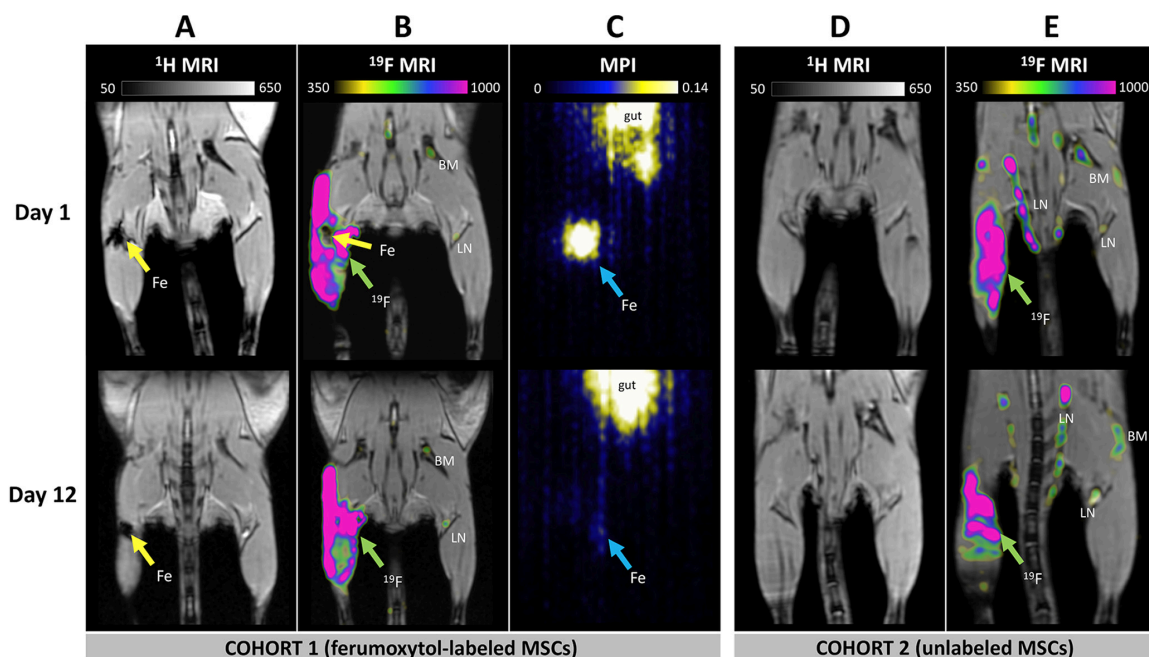 A B C D E
¹H MRI ¹⁹F MRI MPI ¹H MRI ¹⁹F MRI
50 650 350 1000 0 0.14 50 650 350 1000
Day 1
Fe
BM
Fe
LN
¹⁹F
gut
Fe
LN
BM
LN
¹⁹F
Day 12
Fe
BM
LN
¹⁹F
gut
Fe
LN
BM
LN
¹⁹F
COHORT 1 (ferumoxytol-labeled MSCs) COHORT 2 (unlabeled MSCs)